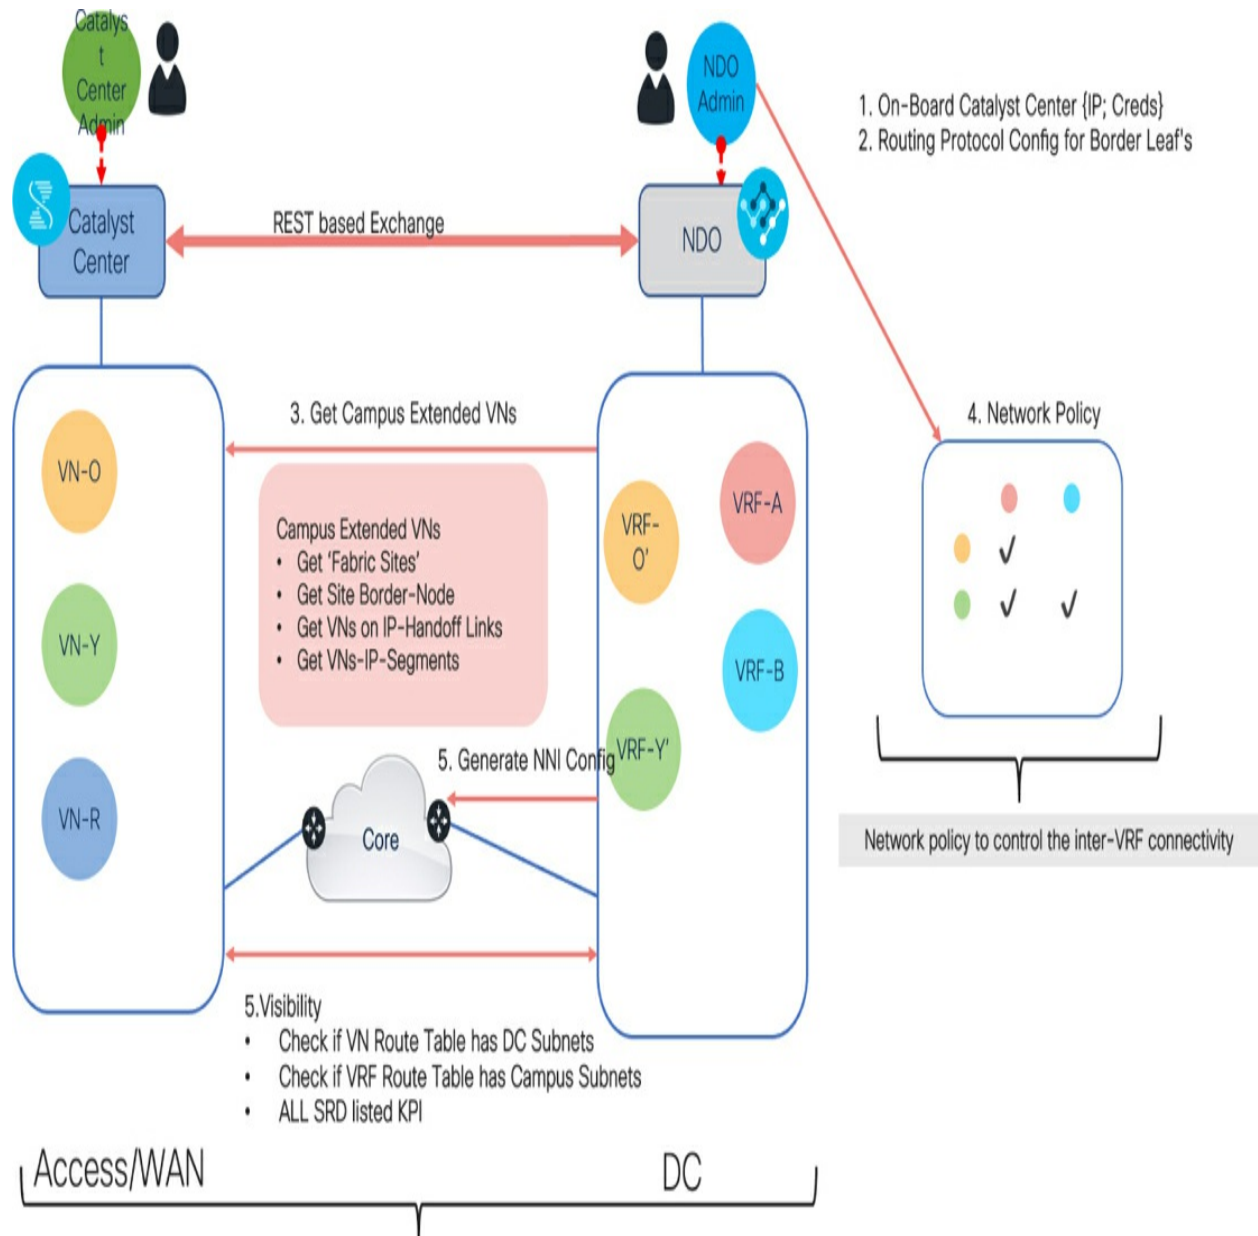 Catalys
t
Center
Admin
NDO
Admin
1. On-Board Catalyst Center {IP; Creds}
2. Routing Protocol Config for Border Leaf's
Catalyst
Center
REST based Exchange
NDO
3. Get Campus Extended VNs
4. Network Policy
VN-O
VN-Y
VN-R
Campus Extended VNs
• Get ‘Fabric Sites’
• Get Site Border-Node
• Get VNs on IP-Handoff Links
• Get VNs-IP-Segments
VRF-
O'
VRF-A
VRF-B
VRF-Y'
5. Generate NNI Config
Core
Network policy to control the inter-VRF connectivity
5.Visibility
• Check if VN Route Table has DC Subnets
• Check if VRF Route Table has Campus Subnets
• ALL SRD listed KPI
Access/WAN
DC